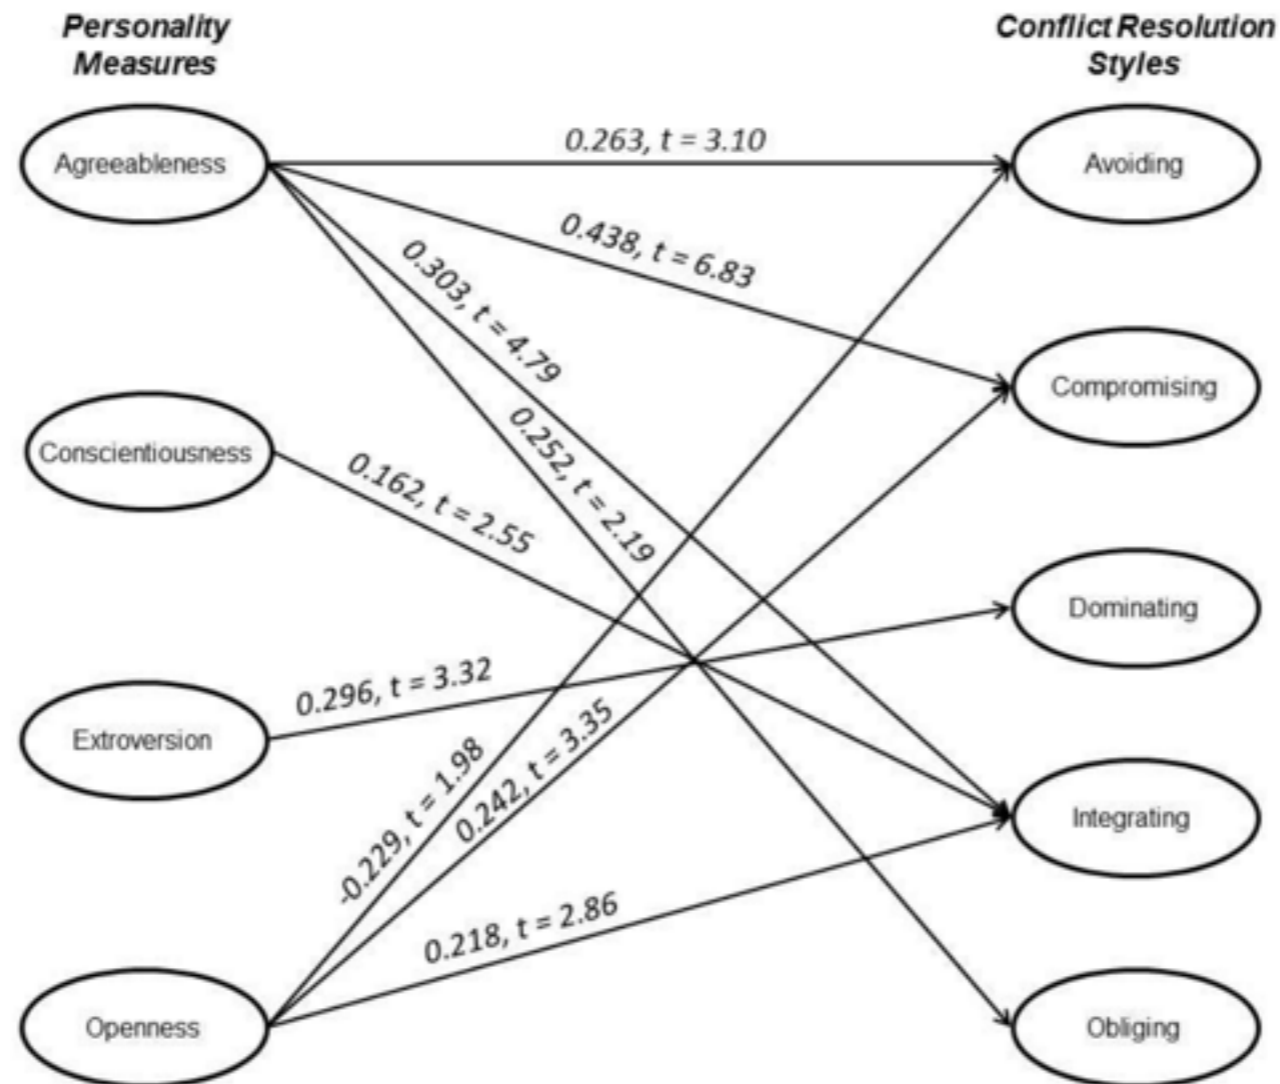 Personality
Measures
Conflict Resolution
Styles
Agreeableness
0.263, t = 3.10
Avoiding
0.438, t = 6.83
0.303, t = 4.79
Compromising
0.252, t = 2.19
Conscientiousness
0.162, t = 2.55
Dominating
0.296, t = 3.32
Extroversion
-0.229, t = 1.98
0.242, t = 3.35
Integrating
0.218, t = 2.86
Openness
Obliging